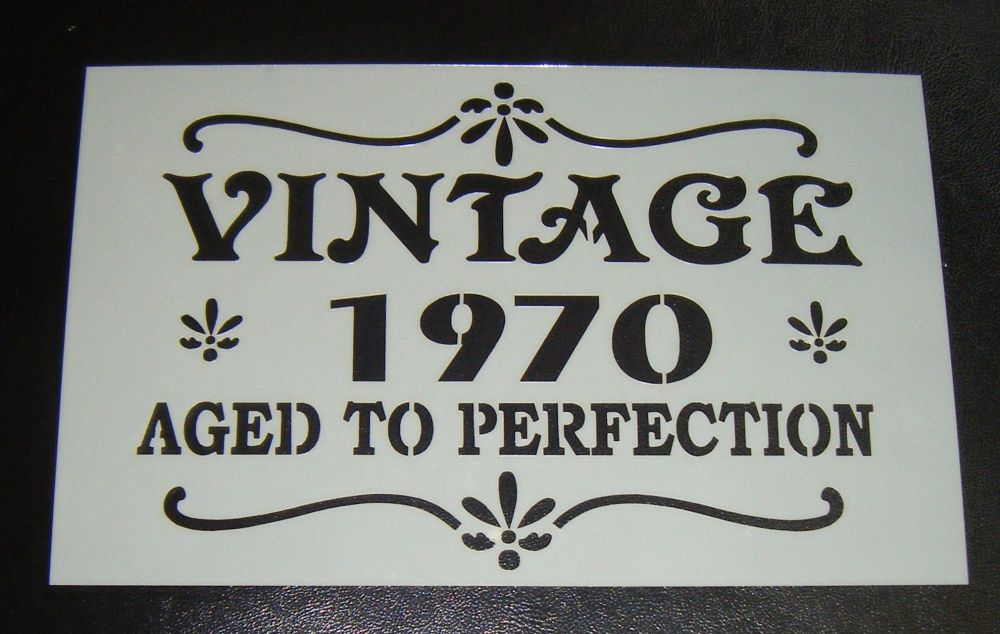 VINTAGE
1970
AGED TO PERFECTION